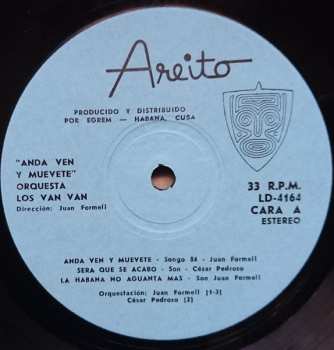 Areito
PRODUCIDO Y DISTRIBUIDO
POR EGREM — HABANA, CUBA
"ANDA VEN
Y MUEVETE"
ORQUESTA
LOS VAN VAN
Dirección: Juan Formell
33 R.P.M.
LD-4164
CARA A
ESTEREO
ANDA VEN Y MUEVETE - Songo 86 - Juan Formell
SERA QUE SE ACABO - Son - César Pedroso
LA HABANA NO AGUANTA MAS - Son Juan Formell
Orquestación: Juan Formell (1-3)
César Pedroso (2)